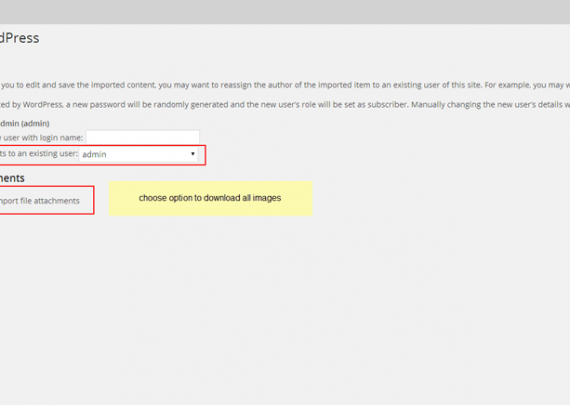 dPress
you to edit and save the imported content, you may want to reassign the author of the imported item to an existing user of this site. For example, you may w
ted by WordPress, a new password will be randomly generated and the new user's role will be set as subscriber. Manually changing the new user's details w
dmin (admin)
user with login name:
ts to an existing user: admin
ments
port file attachments
choose option to download all images